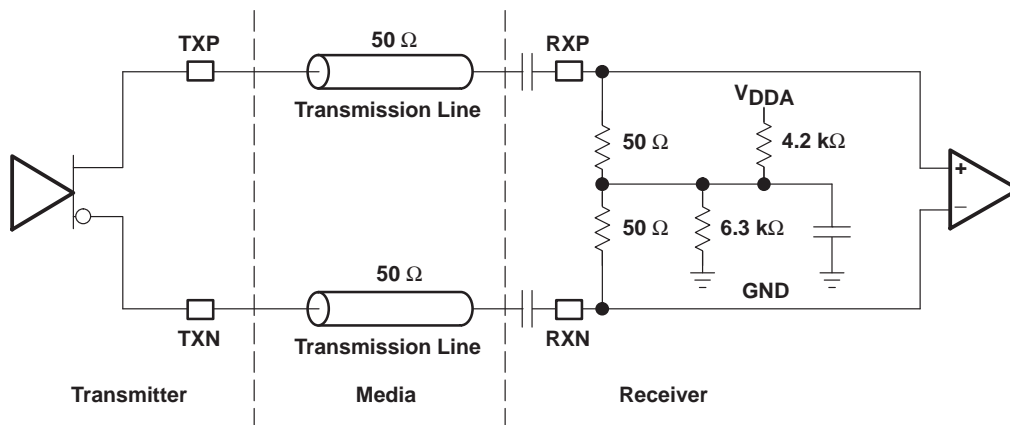 TXP
50 Ω
RXP
Transmission Line
VDDA
50 Ω
4.2 kΩ
+
−
50 Ω
6.3 kΩ
50 Ω
GND
TXN
Transmission Line
RXN
Transmitter
Media
Receiver